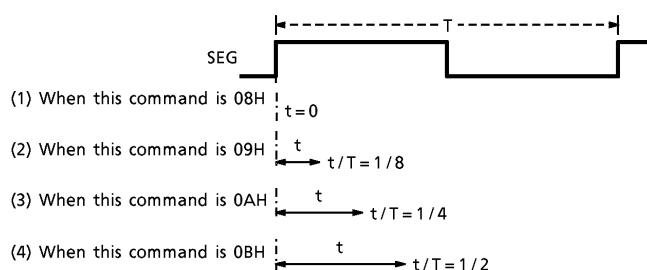 T
SEG
(1) When this command is 08H
t=0
(2) When this command is 09H
t
t/T=1/8
(3) When this command is 0AH
t
t/T=1/4
(4) When this command is 0BH
t
t/T=1/2